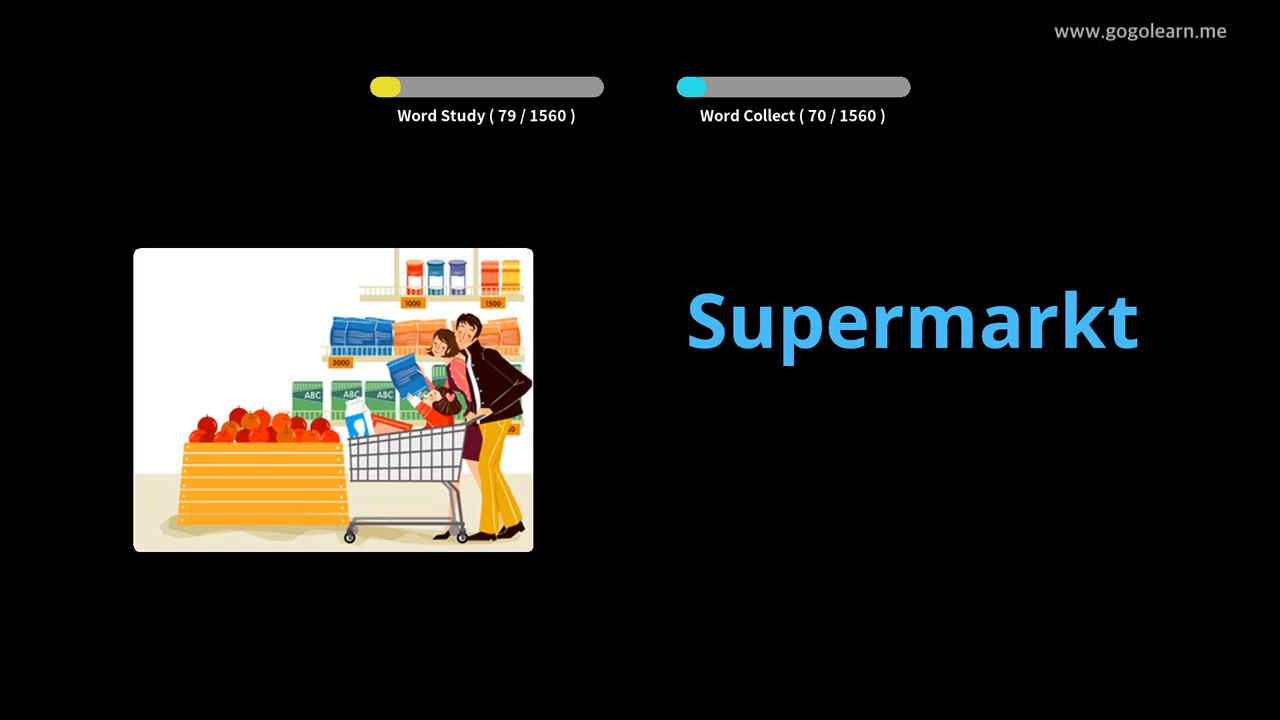 www.gogolearn.me
Word Study ( 79 / 1560 )
Word Collect ( 70 / 1560 )
Supermarkt
1000
1500
3000
ABC
ABC
ABC